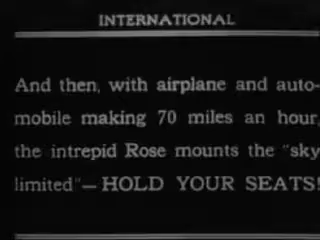 INTERNATIONAL
And then, with airplane and auto-
mobile making 70 miles an hour,
the intrepid Rose mounts the "sky
limited"—HOLD YOUR SEATS!